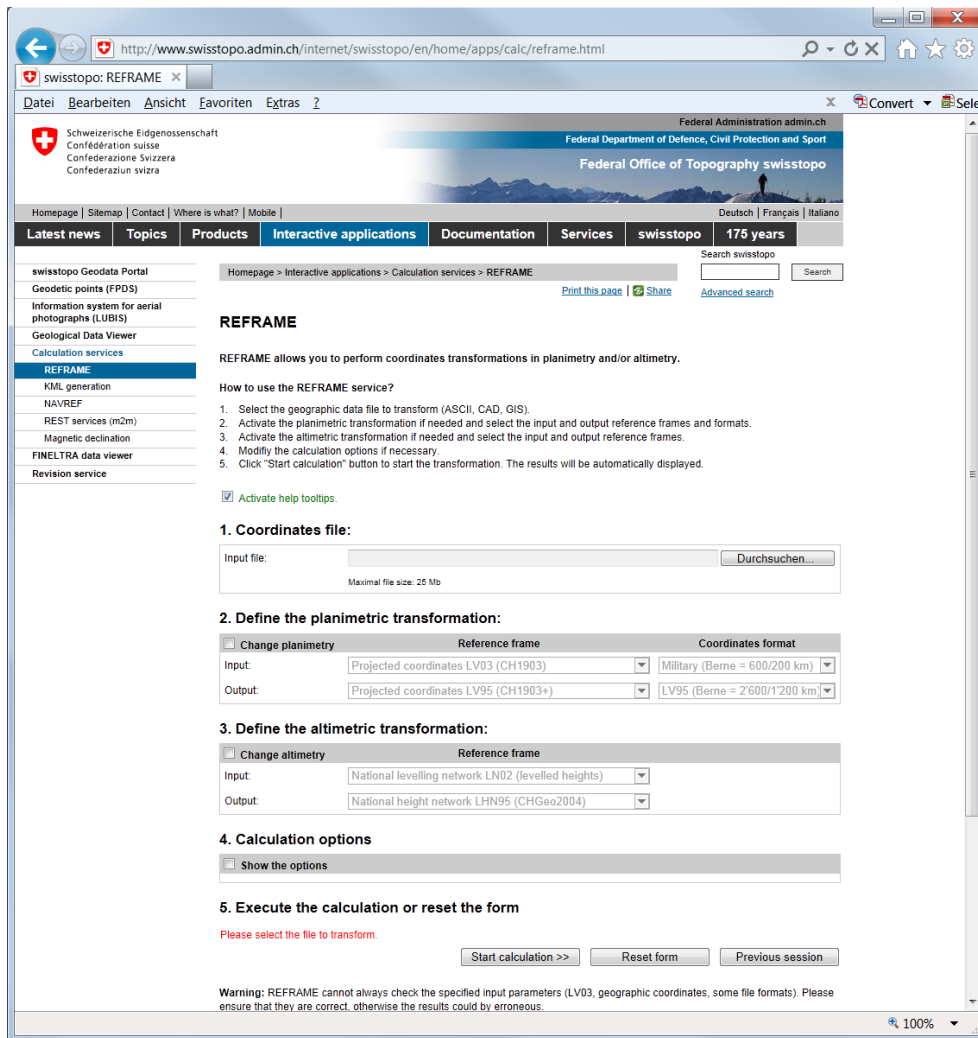 http://www.swisstopo.admin.ch/internet/swisstopo/en/home/apps/calc/reframe.html
swisstopo: REFRAME
Datei Bearbeiten Ansicht Favoriten Extras ?
x Convert Sele
Federal Administration admin.ch
Schweizerische Eidgenossenschaft
Confédération suisse
Confederazione Svizzera
Confederaziun svizra
Federal Department of Defence, Civil Protection and Sport
Federal Office of Topography swisstopo
Homepage | Sitemap | Contact | Where is what? | Mobile |
Deutsch | Français | Italiano
Latest news Topics Products Interactive applications Documentation Services swisstopo 175 years
Search swisstopo
Search
Advanced search
swisstopo Geodata Portal
Geodetic points (FPDS)
Information system for aerial
photographs (LUBIS)
Geological Data Viewer
Calculation services
REFRAME
KML generation
NAVREF
REST services (m2m)
Magnetic declination
FINELTRA data viewer
Revision service
Homepage > Interactive applications > Calculation services > REFRAME
Print this page | Share
REFRAME
REFRAME allows you to perform coordinates transformations in planimetry and/or altimetry.
How to use the REFRAME service?
1. Select the geographic data file to transform (ASCII, CAD, GIS).
2. Activate the planimetric transformation if needed and select the input and output reference frames and formats.
3. Activate the altimetric transformation if needed and select the input and output reference frames.
4. Modifiy the calculation options if necessary.
5. Click "Start calculation" button to start the transformation. The results will be automatically displayed.
Activate help tooltips.
1. Coordinates file:
Input file: Durchsuchen...
Maximal file size: 25 Mb
2. Define the planimetric transformation:
Change planimetry Reference frame Coordinates format
Input: Projected coordinates LV03 (CH1903) Military (Berne = 600/200 km)
Output: Projected coordinates LV95 (CH1903+) LV95 (Berne = 2'600/1'200 km)
3. Define the altimetric transformation:
Change altimetry Reference frame
Input: National levelling network LN02 (levelled heights)
Output: National height network LHN95 (CHGeo2004)
4. Calculation options
Show the options
5. Execute the calculation or reset the form
Please select the file to transform.
Start calculation >> Reset form Previous session
Warning: REFRAME cannot always check the specified input parameters (LV03, geographic coordinates, some file formats). Please
ensure that they are correct, otherwise the results could by erroneous.
100%